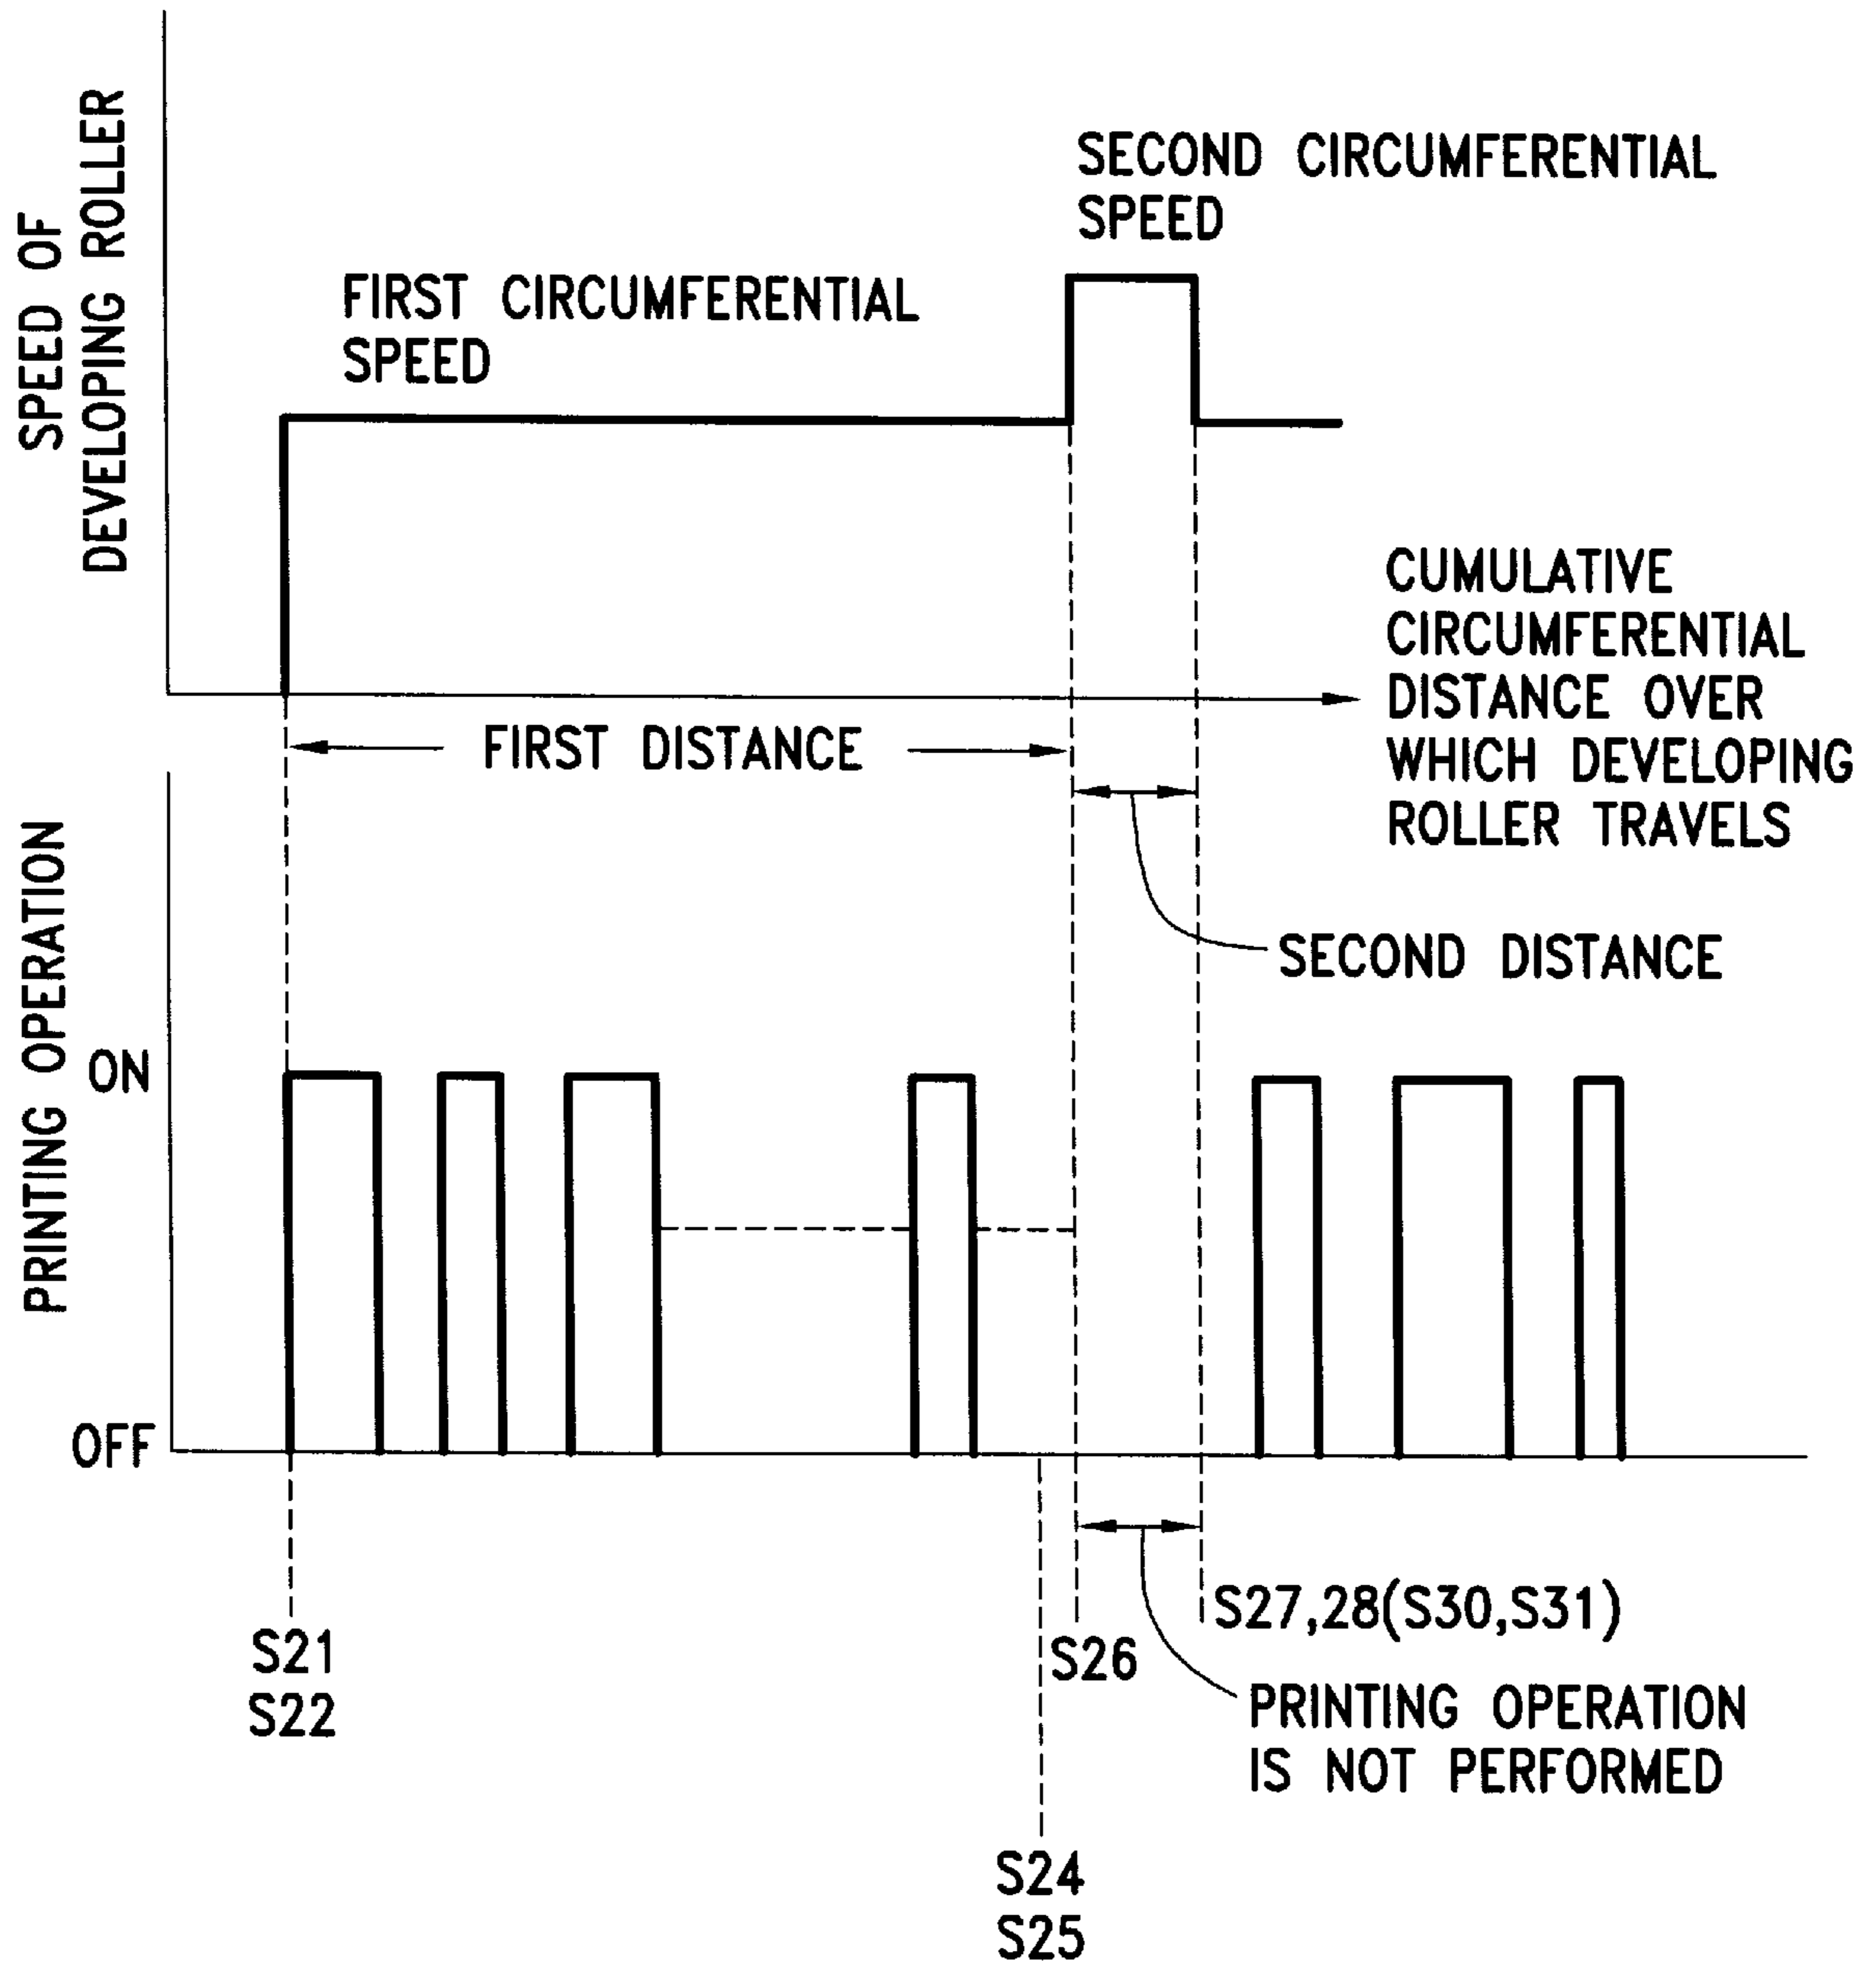 SPEED OF
DEVELOPING ROLLER
SECOND CIRCUMFERENTIAL
SPEED
FIRST CIRCUMFERENTIAL
SPEED
CUMULATIVE
CIRCUMFERENTIAL
DISTANCE OVER
WHICH DEVELOPING
ROLLER TRAVELS
FIRST DISTANCE
SECOND DISTANCE
PRINTING OPERATION
ON
OFF
S21
S22
S26
S27,28(S30,S31)
PRINTING OPERATION
IS NOT PERFORMED
S24
S25